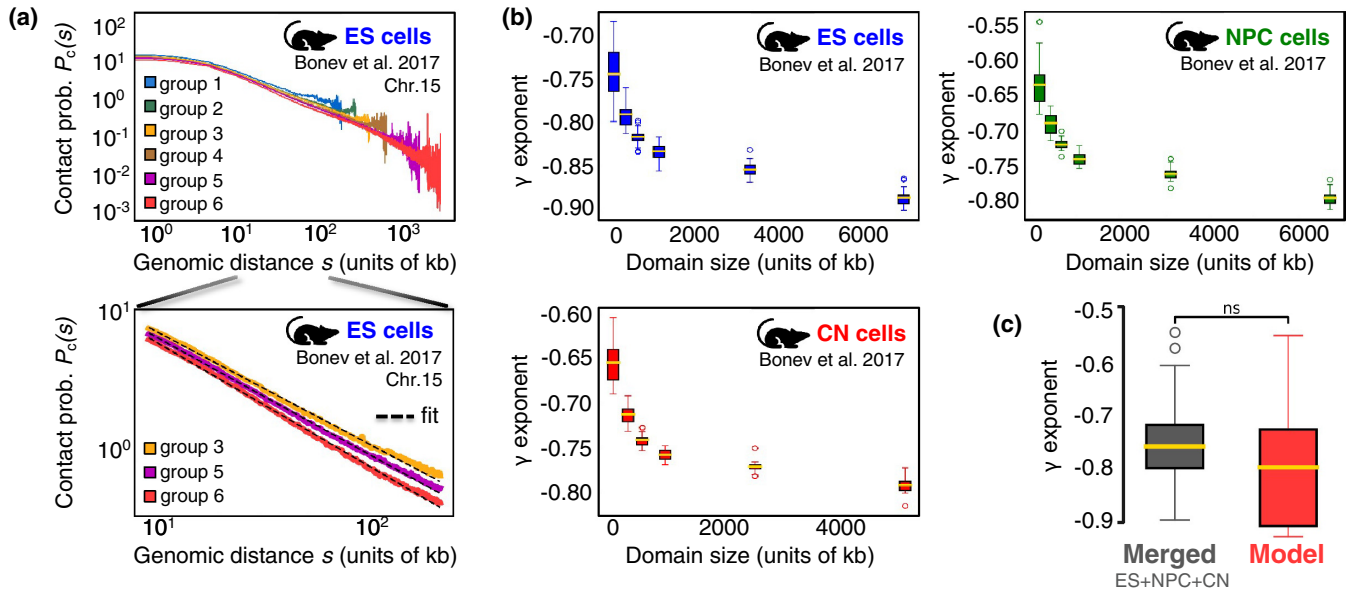 (a)
10²
10¹
10⁰
10⁻¹
10⁻²
10⁻³
Contact prob. P꜀(s)
ES cells
Bonev et al. 2017
Chr.15
group 1
group 2
group 3
group 4
group 5
group 6
10⁰
10¹
10²
10³
Genomic distance s (units of kb)
10¹
10⁰
Contact prob. P꜀(s)
ES cells
Bonev et al. 2017
Chr.15
fit
group 3
group 5
group 6
10¹
10²
Genomic distance s (units of kb)
(b)
-0.70
-0.75
-0.80
-0.85
-0.90
γ exponent
ES cells
Bonev et al. 2017
0 2000 4000 6000
Domain size (units of kb)
-0.55
-0.60
-0.65
-0.70
-0.75
-0.80
γ exponent
NPC cells
Bonev et al. 2017
0 2000 4000 6000
Domain size (units of kb)
-0.60
-0.65
-0.70
-0.75
-0.80
γ exponent
CN cells
Bonev et al. 2017
0 2000 4000
Domain size (units of kb)
(c)
-0.5
-0.6
-0.7
-0.8
-0.9
γ exponent
ns
Merged
ES+NPC+CN
Model